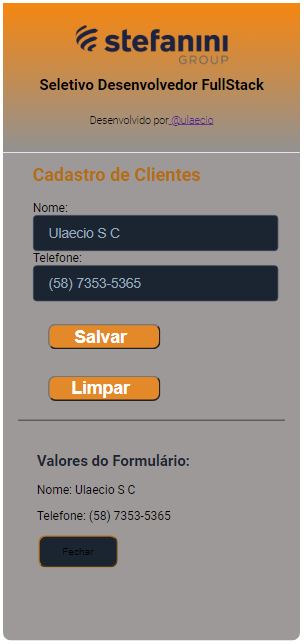 stefanini
GROUP
Seletivo Desenvolvedor FullStack
Desenvolvido por @ulaecio
Cadastro de Clientes
Nome:
Ulaecio S C
Telefone:
(58) 7353-5365
Salvar
Limpar
Valores do Formulário:
Nome: Ulaecio S C
Telefone: (58) 7353-5365
Fechar